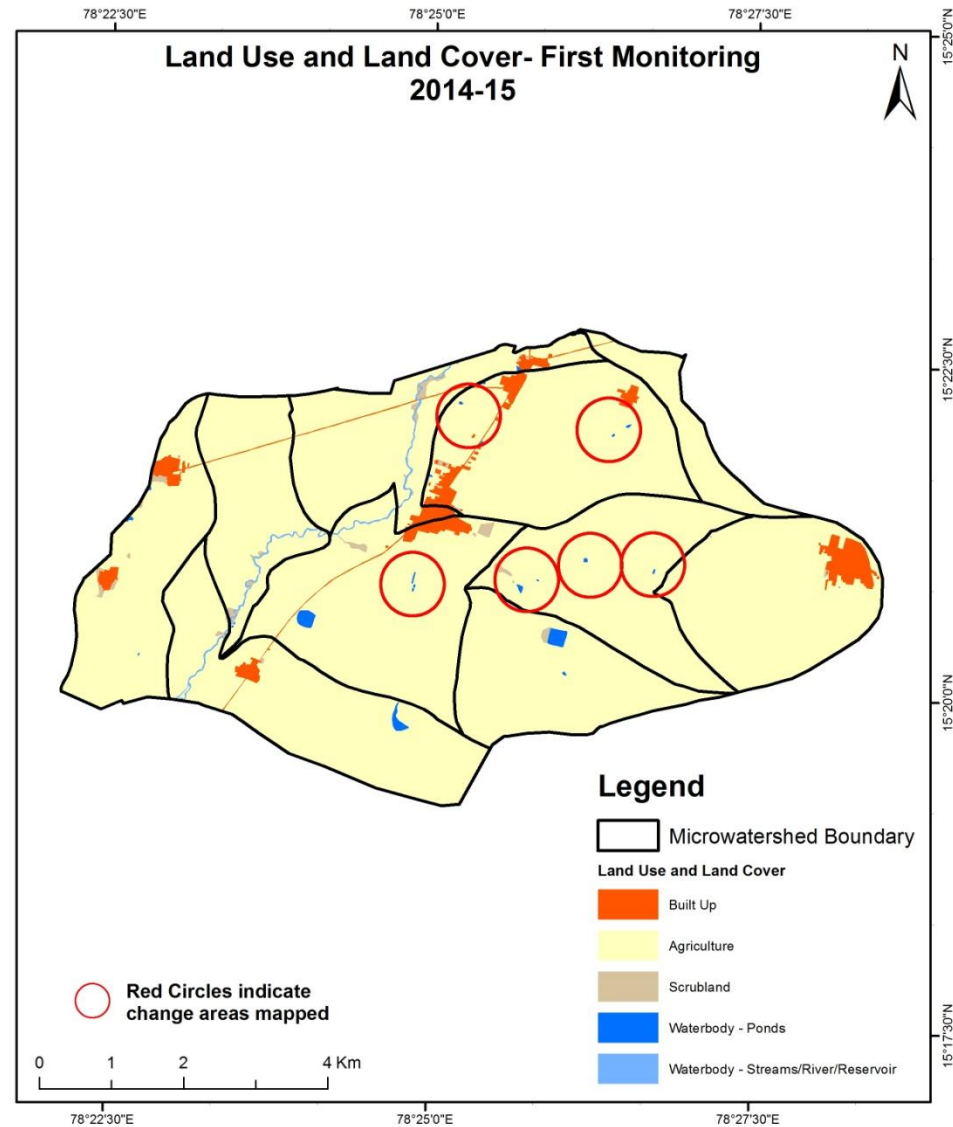 78°22'30"E
78°25'0"E
78°27'30"E
Land Use and Land Cover- First Monitoring
2014-15
N
15°25'0"N
15°22'30"N
15°20'0"N
15°17'30"N
Legend
Microwatershed Boundary
Land Use and Land Cover
Built Up
Agriculture
Scrubland
Waterbody - Ponds
Waterbody - Streams/River/Reservoir
Red Circles indicate
change areas mapped
0 1 2 4 Km
78°22'30"E
78°25'0"E
78°27'30"E